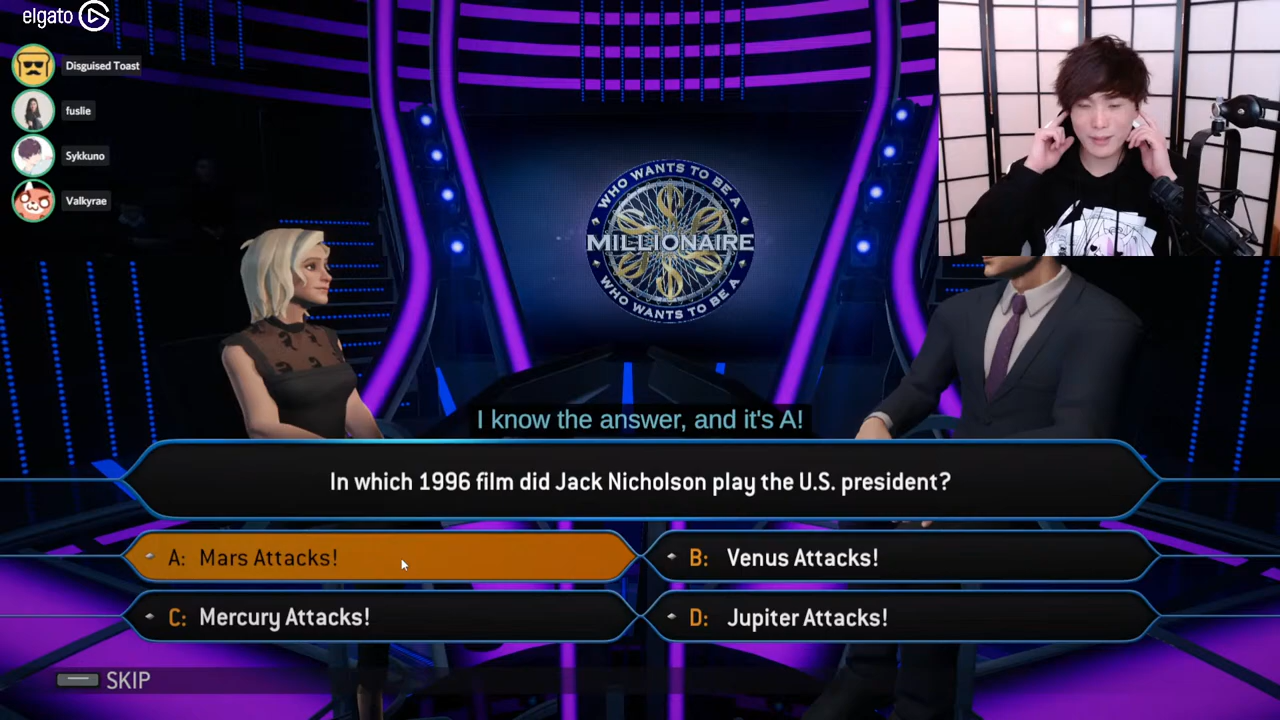 elgato
Disguised Toast
fuslie
Sykkuno
Valkyrae
WHO WANTS TO BE A
MILLIONAIRE
WHO WANTS TO BE A
I know the answer, and it's A!
In which 1996 film did Jack Nicholson play the U.S. president?
A: Mars Attacks!
B: Venus Attacks!
C: Mercury Attacks!
D: Jupiter Attacks!
SKIP